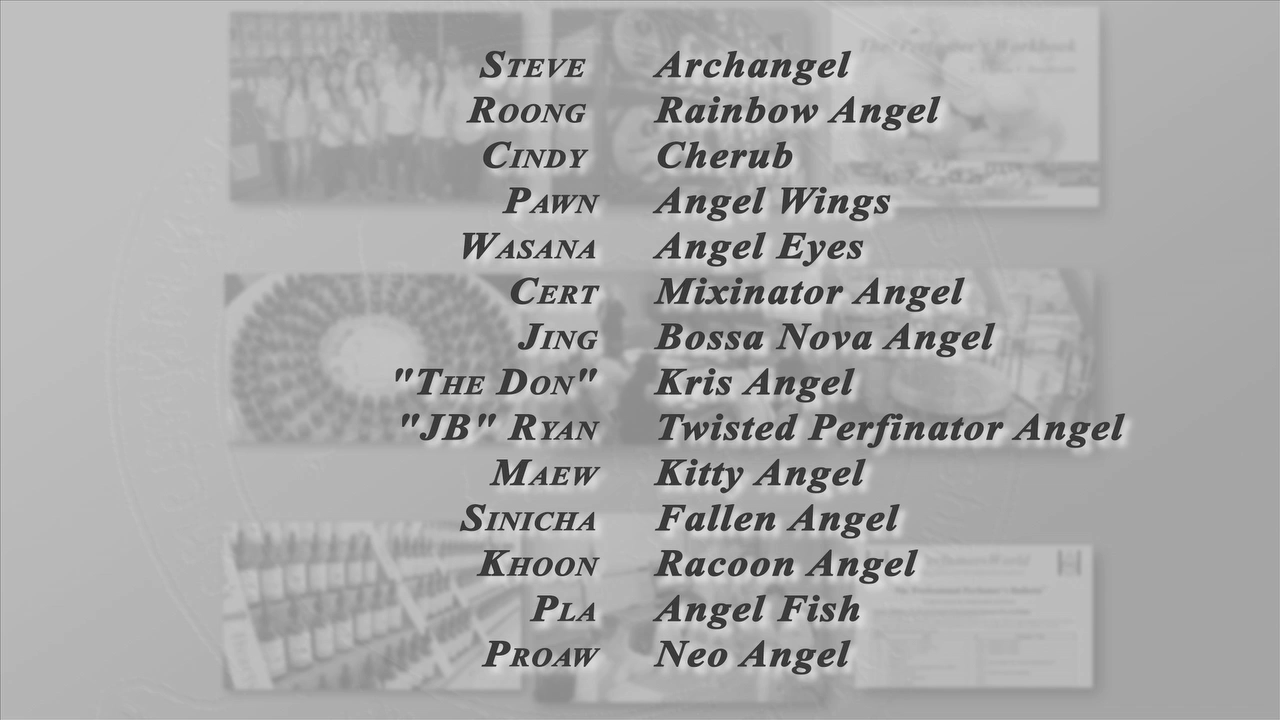 STEVE Archangel
ROONG Rainbow Angel
CINDY Cherub
PAWN Angel Wings
WASANA Angel Eyes
CERT Mixinator Angel
JING Bossa Nova Angel
"THE DON" Kris Angel
"JB" RYAN Twisted Perfinator Angel
MAEW Kitty Angel
SINICHA Fallen Angel
KHOON Racoon Angel
PLA Angel Fish
PROAW Neo Angel